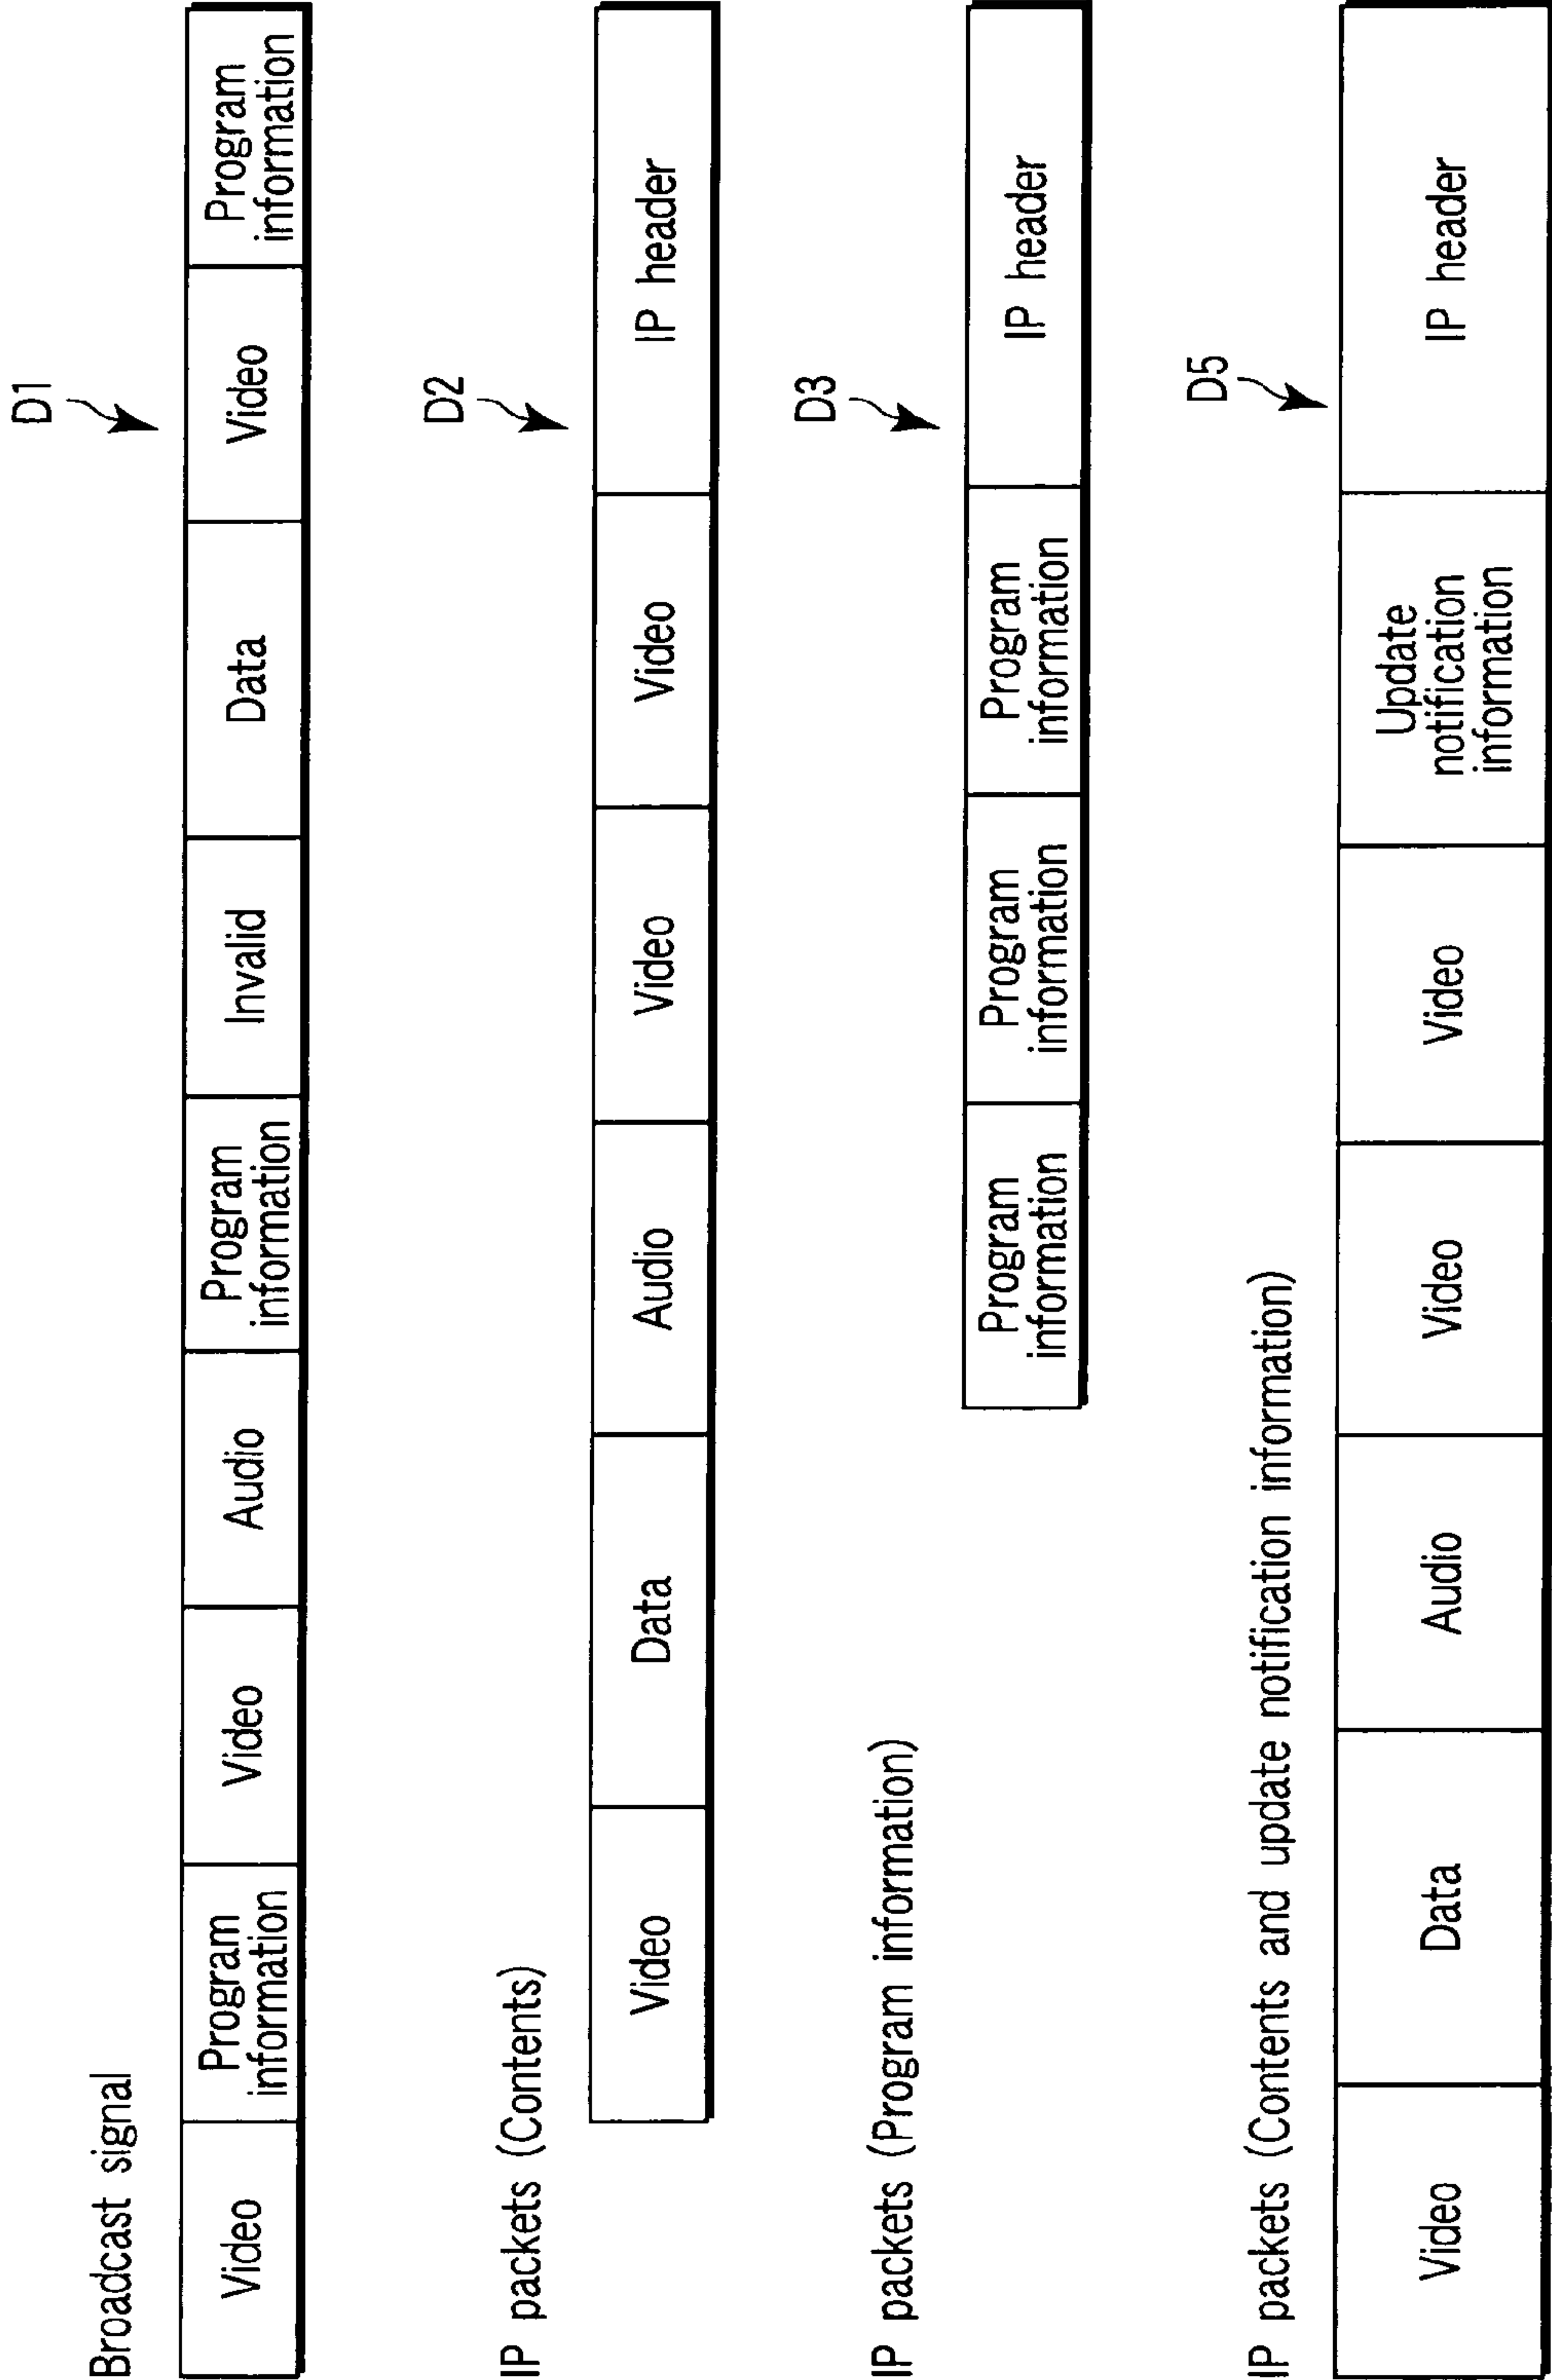 Broadcast signal
D1
Video
Program
information
Video
Audio
Program
information
Invalid
Data
Video
Program
information
IP packets (Contents)
D2
Video
Data
Audio
Video
Video
IP header
IP packets (Program information)
D3
Program
information
Program
information
Program
information
IP header
IP packets (Contents and update notification information)
D5
Video
Data
Audio
Video
Video
Update
notification
information
IP header